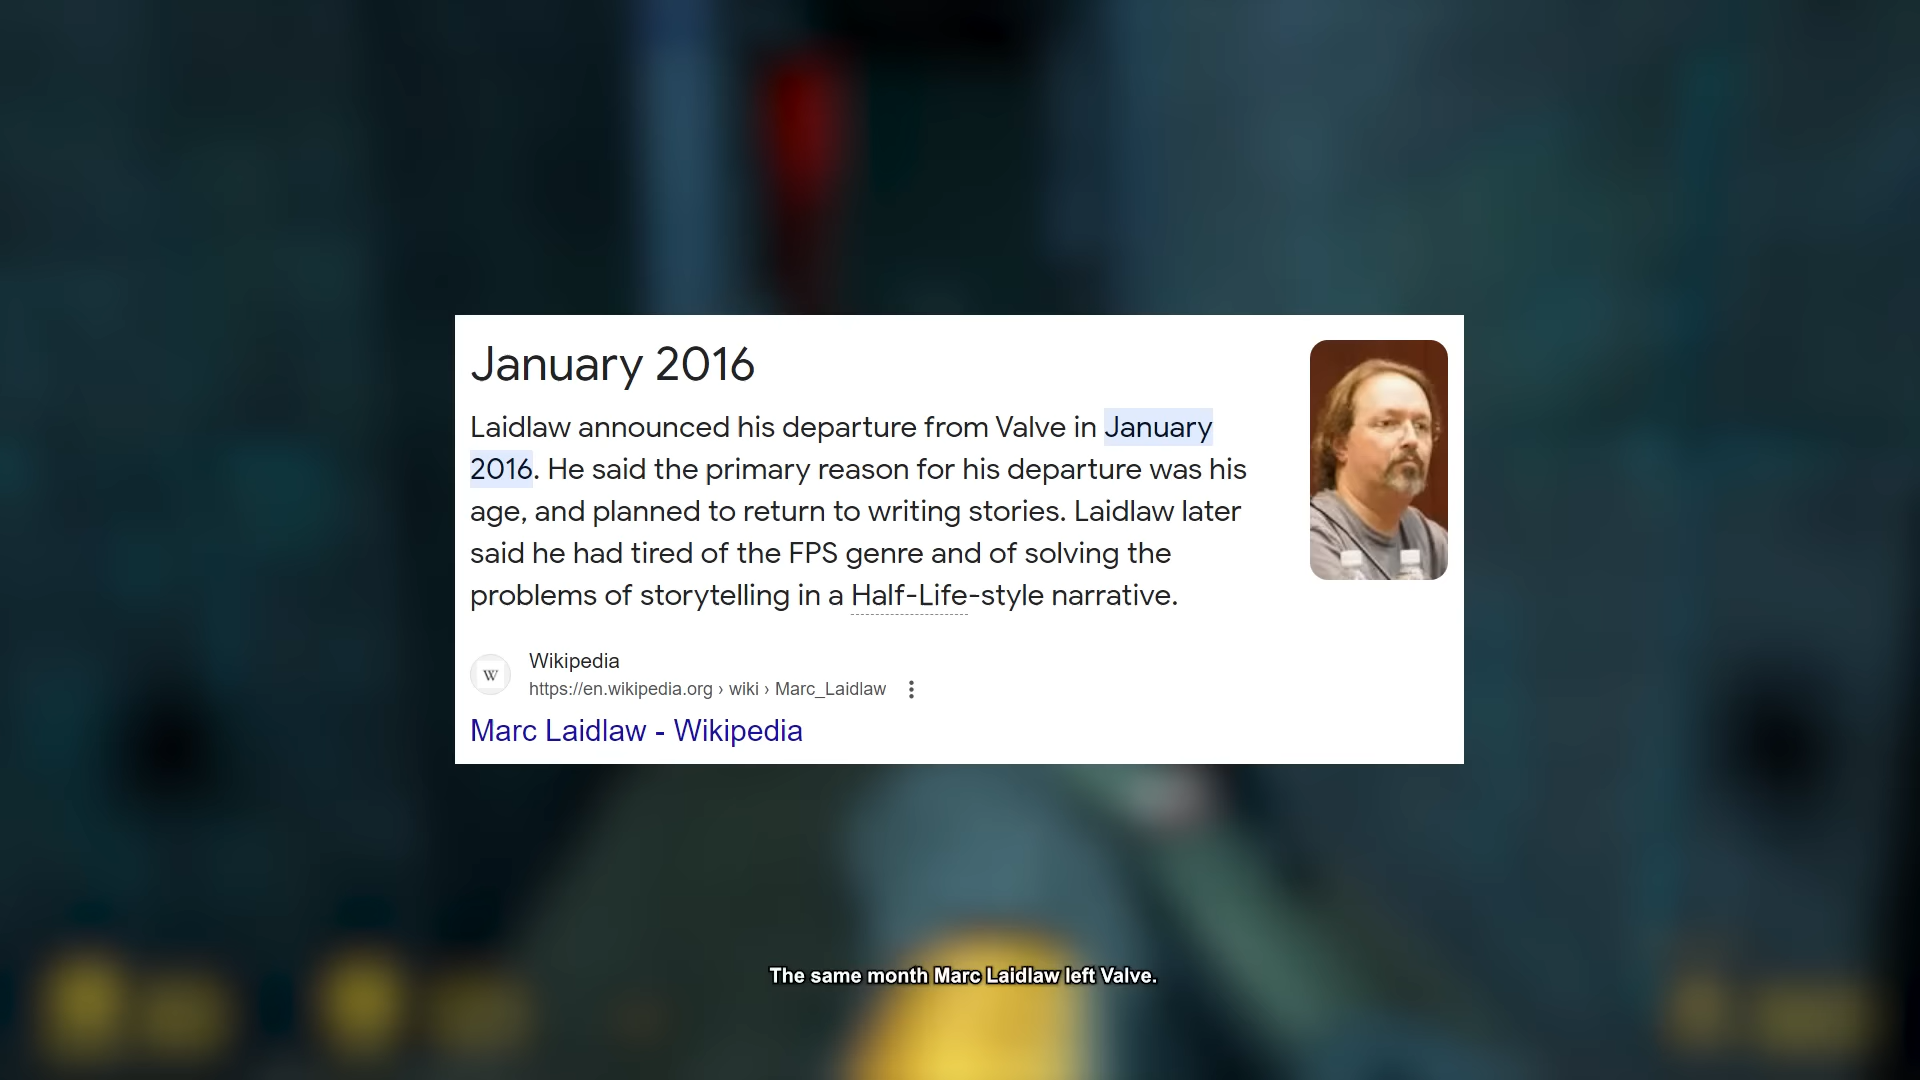 January 2016
Laidlaw announced his departure from Valve in January
2016. He said the primary reason for his departure was his
age, and planned to return to writing stories. Laidlaw later
said he had tired of the FPS genre and of solving the
problems of storytelling in a Half-Life-style narrative.
W
Wikipedia
https://en.wikipedia.org › wiki › Marc_Laidlaw
Marc Laidlaw - Wikipedia
The same month Marc Laidlaw left Valve.